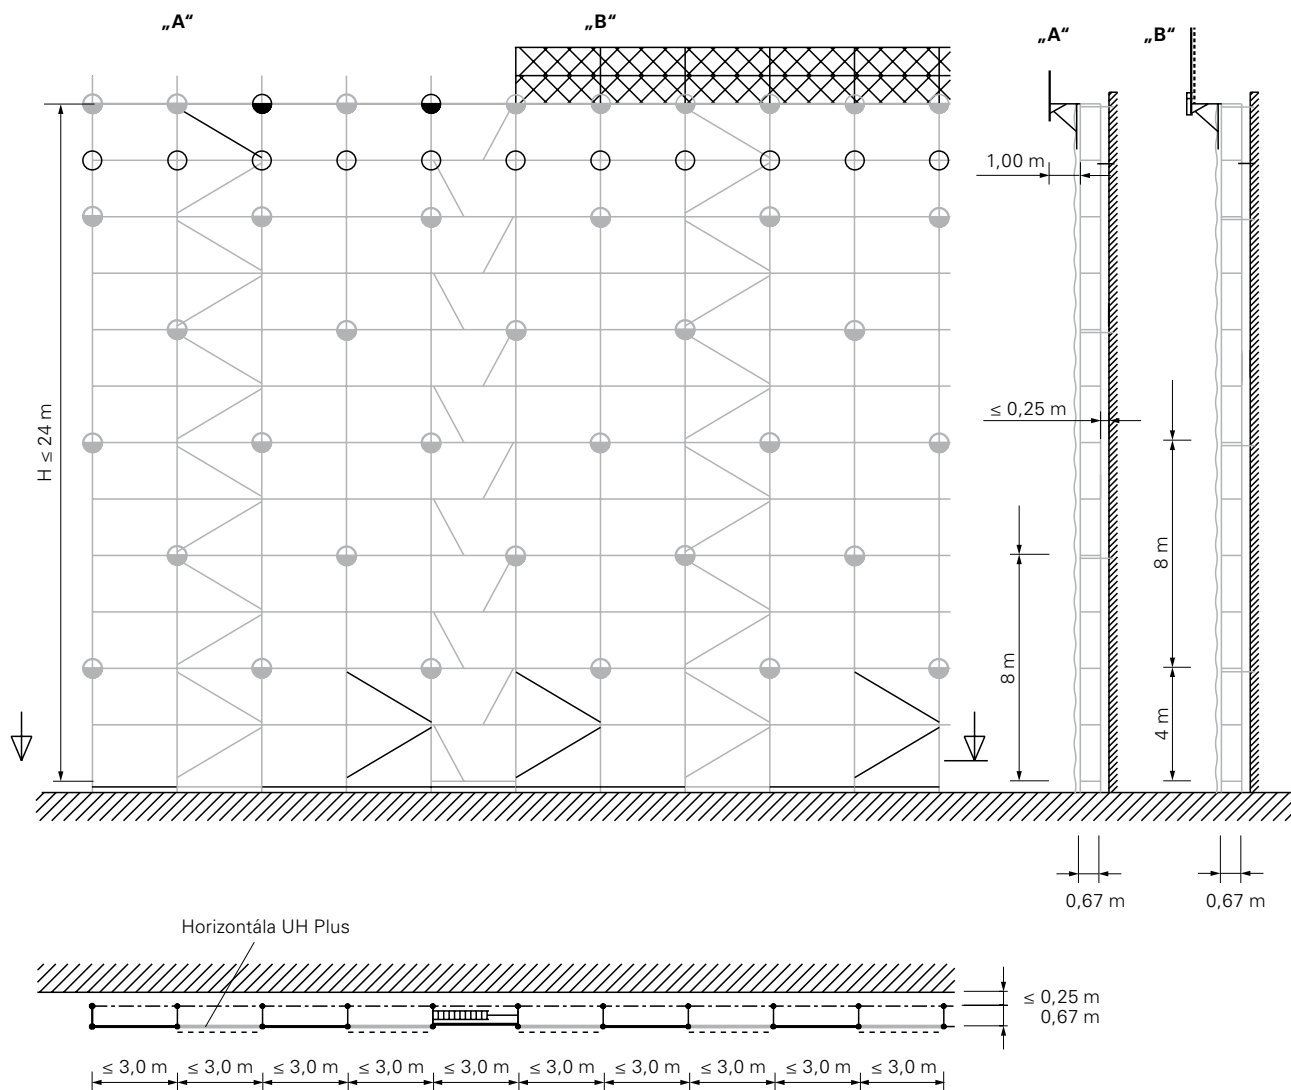 „A“
„B“
„A“
„B“
1,00 m
≤ 0,25 m
H ≤ 24 m
8 m
8 m
4 m
0,67 m
0,67 m
Horizontála UH Plus
≤ 0,25 m
0,67 m
≤ 3,0 m ≤ 3,0 m ≤ 3,0 m ≤ 3,0 m ≤ 3,0 m ≤ 3,0 m ≤ 3,0 m ≤ 3,0 m ≤ 3,0 m ≤ 3,0 m